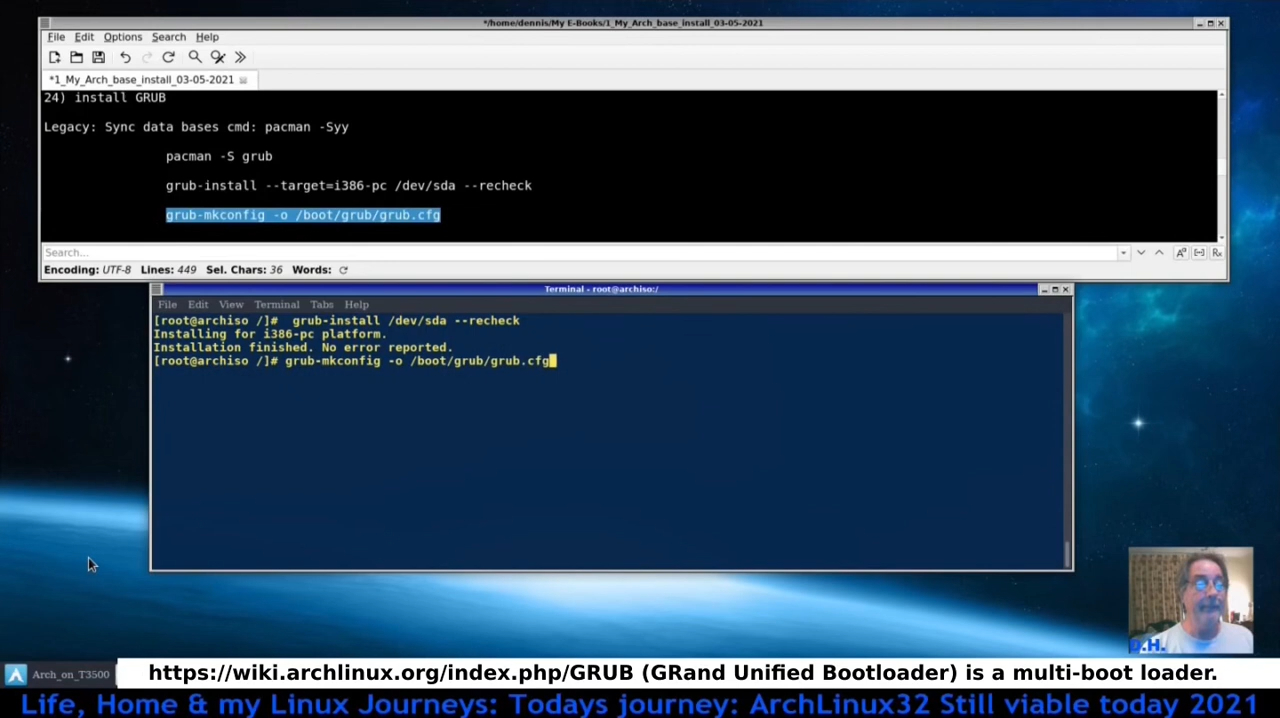 */home/dennis/My E-Books/1_My_Arch_base_install_03-05-2021
File Edit Options Search Help
*1_My_Arch_base_install_03-05-2021
24) install GRUB
Legacy: Sync data bases cmd: pacman -Syy
pacman -S grub
grub-install --target=i386-pc /dev/sda --recheck
grub-mkconfig -o /boot/grub/grub.cfg
Search...
Encoding: UTF-8 Lines: 449 Sel. Chars: 36 Words:
Terminal - root@archiso:/
File Edit View Terminal Tabs Help
[root@archiso /]#  grub-install /dev/sda --recheck
Installing for i386-pc platform.
Installation finished. No error reported.
[root@archiso /]# grub-mkconfig -o /boot/grub/grub.cfg
D.H.
Arch_on_T3500
https://wiki.archlinux.org/index.php/GRUB (GRand Unified Bootloader) is a multi-boot loader.
Life, Home & my Linux Journeys: Todays journey: ArchLinux32 Still viable today 2021